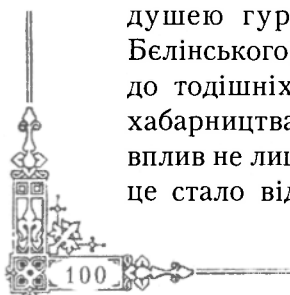 душею гур
Бєлінського
до тодішніх
хабарництва
вплив не лиш
це стало від
100